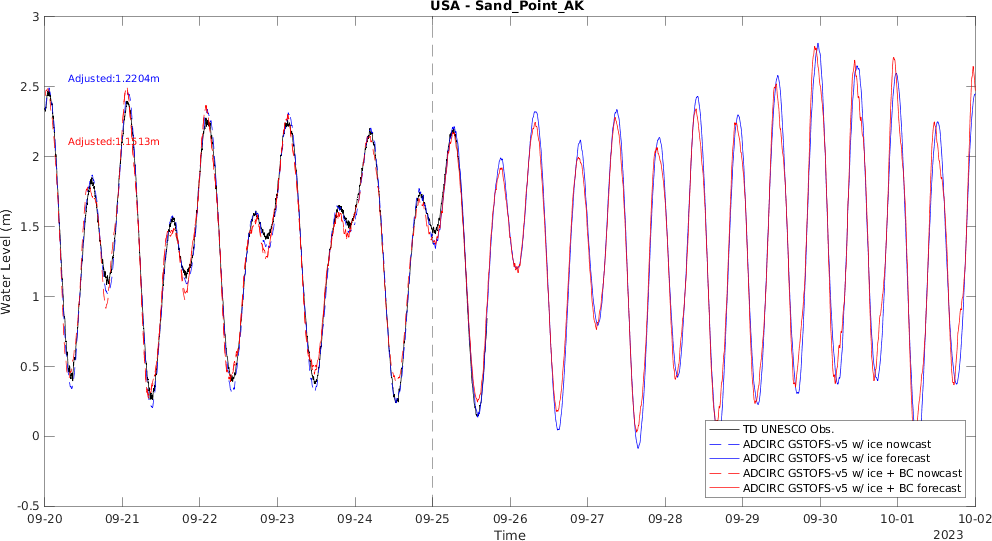 USA - Sand_Point_AK
3
2.5
2
1.5
1
0.5
0
-0.5
Water Level (m)
Adjusted:1.2204m
Adjusted:1.1513m
TD UNESCO Obs.
ADCIRC GSTOFS-v5 w/ ice nowcast
ADCIRC GSTOFS-v5 w/ ice forecast
ADCIRC GSTOFS-v5 w/ ice + BC nowcast
ADCIRC GSTOFS-v5 w/ ice + BC forecast
09-20 09-21 09-22 09-23 09-24 09-25 09-26 09-27 09-28 09-29 09-30 10-01 10-02
Time
2023